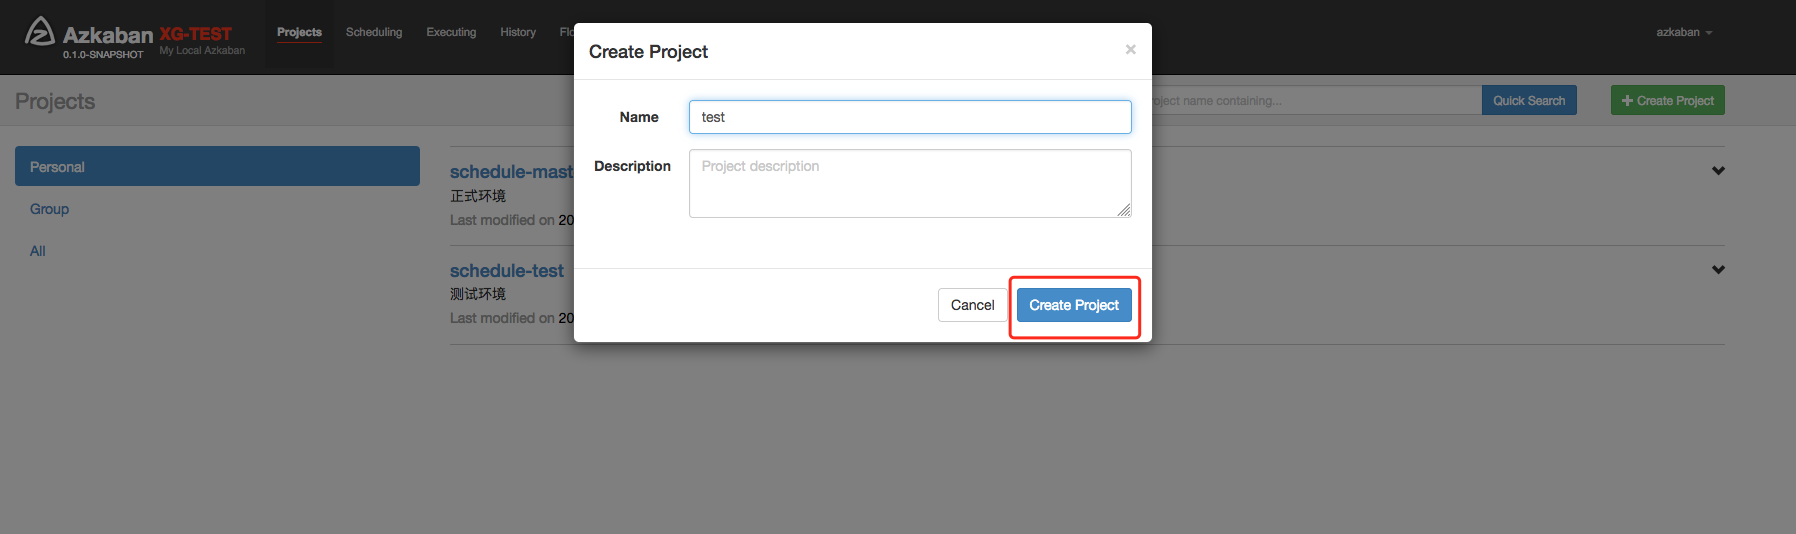 Azkaban XG-TEST
0.1.0-SNAPSHOT My Local Azkaban
Projects Scheduling Executing History Flo
azkaban
Create Project
×
Projects
oject name containing...
Quick Search
Create Project
Name
test
Description
Project description
Personal
Group
All
schedule-mast
正式环境
Last modified on 20
schedule-test
测试环境
Last modified on 20
Cancel
Create Project